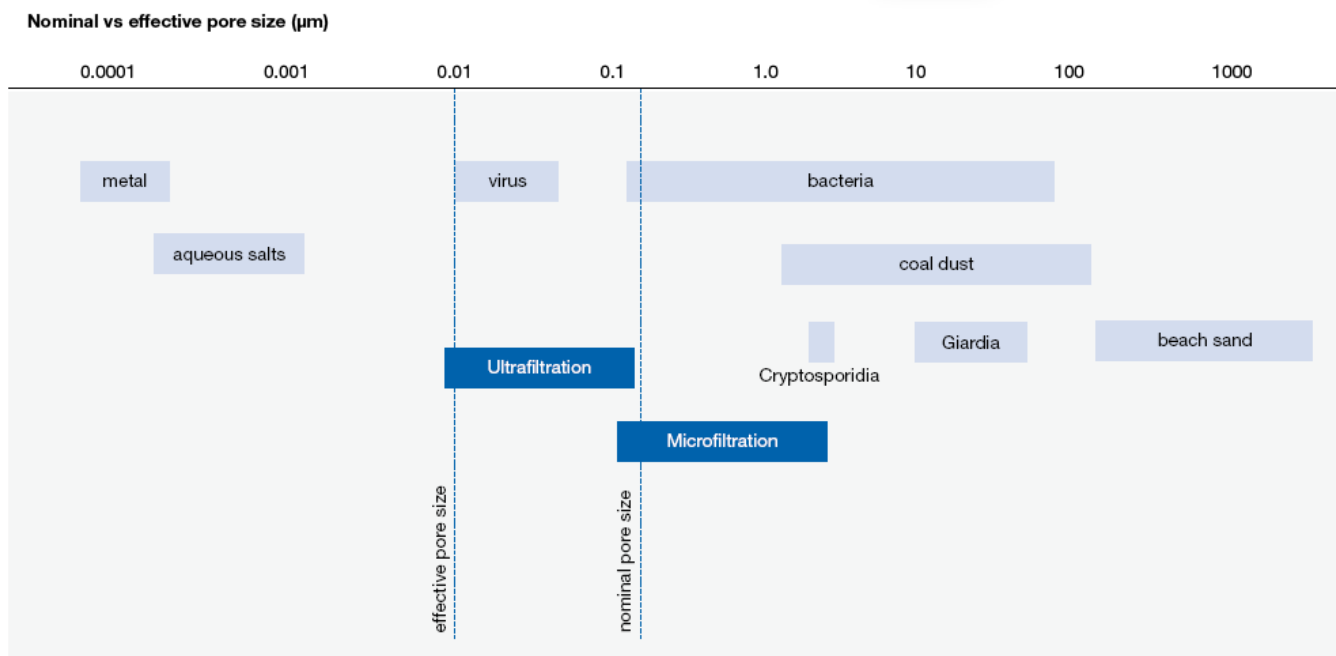 Nominal vs effective pore size (µm)
0.0001 0.001 0.01 0.1 1.0 10 100 1000
metal virus bacteria
aqueous salts coal dust
Giardia beach sand
Ultrafiltration Cryptosporidia
Microfiltration
effective pore size
nominal pore size